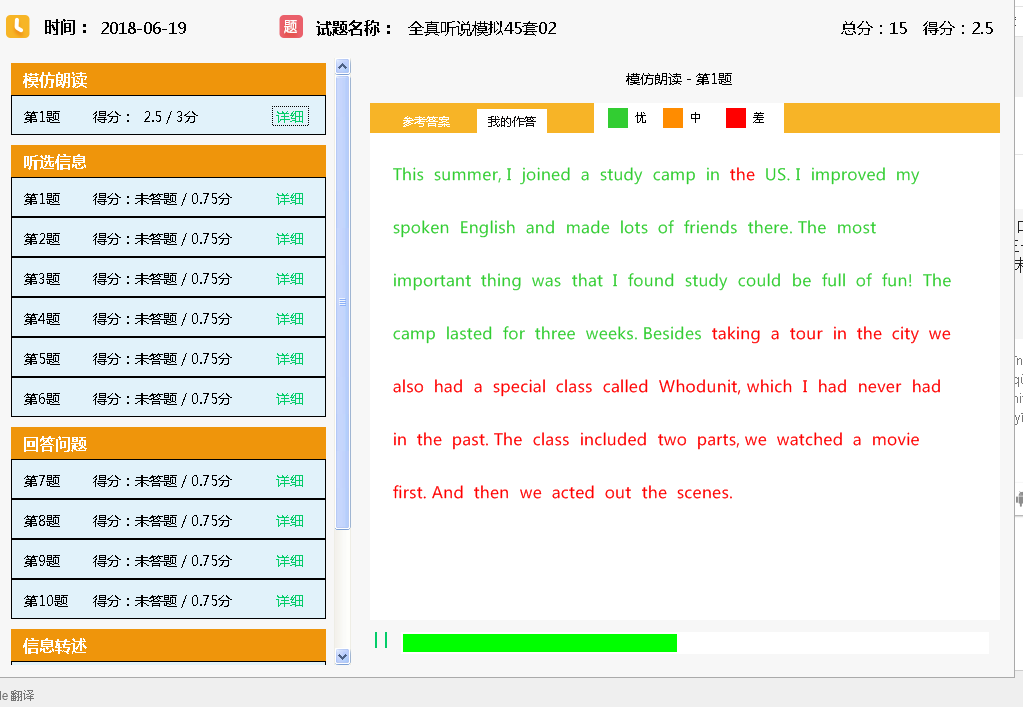 时间： 2018-06-19 题 试题名称： 全真听说模拟45套02 总分：15 得分：2.5
模仿朗读
第1题 得分： 2.5 / 3分 详细
听选信息
第1题 得分：未答题 / 0.75分 详细
第2题 得分：未答题 / 0.75分 详细
第3题 得分：未答题 / 0.75分 详细
第4题 得分：未答题 / 0.75分 详细
第5题 得分：未答题 / 0.75分 详细
第6题 得分：未答题 / 0.75分 详细
回答问题
第7题 得分：未答题 / 0.75分 详细
第8题 得分：未答题 / 0.75分 详细
第9题 得分：未答题 / 0.75分 详细
第10题 得分：未答题 / 0.75分 详细
信息转述
模仿朗读 - 第1题
参考答案 我的作答 优 中 差
This summer, I joined a study camp in the US. I improved my
spoken English and made lots of friends there. The most
important thing was that I found study could be full of fun! The
camp lasted for three weeks. Besides taking a tour in the city we
also had a special class called Whodunit, which I had never had
in the past. The class included two parts, we watched a movie
first. And then we acted out the scenes.
le 翻译